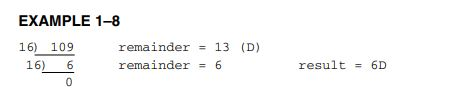 EXAMPLE 1–8
16) 109 remainder = 13 (D)
16) 6 remainder = 6 result = 6D
0